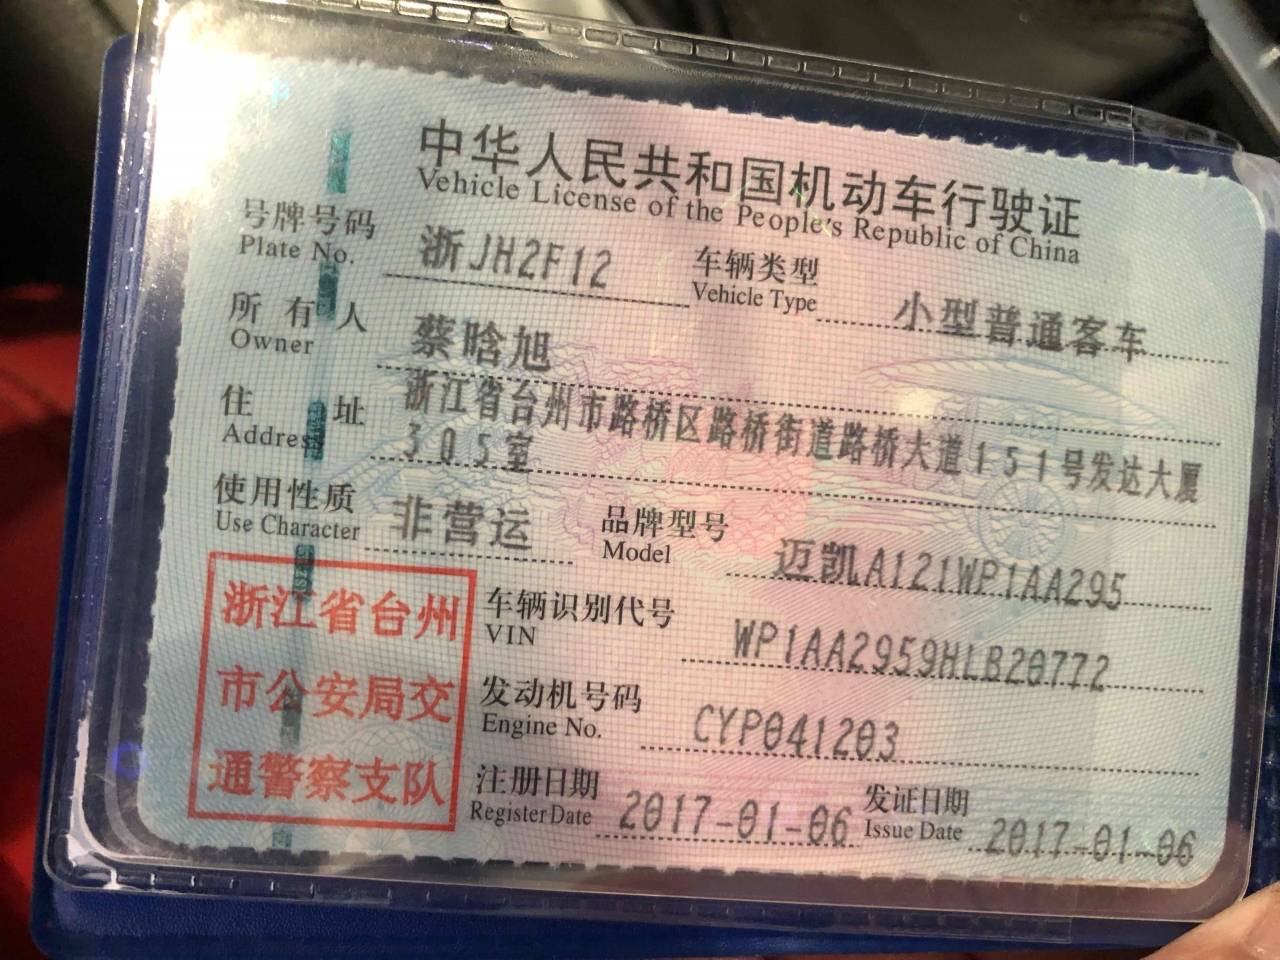 中华人民共和国机动车行驶证
Vehicle License of the People's Republic of China
号牌号码 浙JH2F12 车辆类型 小型普通客车
Plate No. Vehicle Type
所有人 蔡晗旭
Owner
住址 浙江省台州市路桥区路桥街道路桥大道151号发达大厦
Address 305室
使用性质 非营运 品牌型号 迈凯A121WP1AA295
Use Character Model
浙江省台州
市公安局交
通警察支队
车辆识别代号 WP1AA2959HLB20772
VIN
发动机号码 CYP041203
Engine No.
注册日期 2017-01-06 发证日期 2017-01-06
Register Date Issue Date